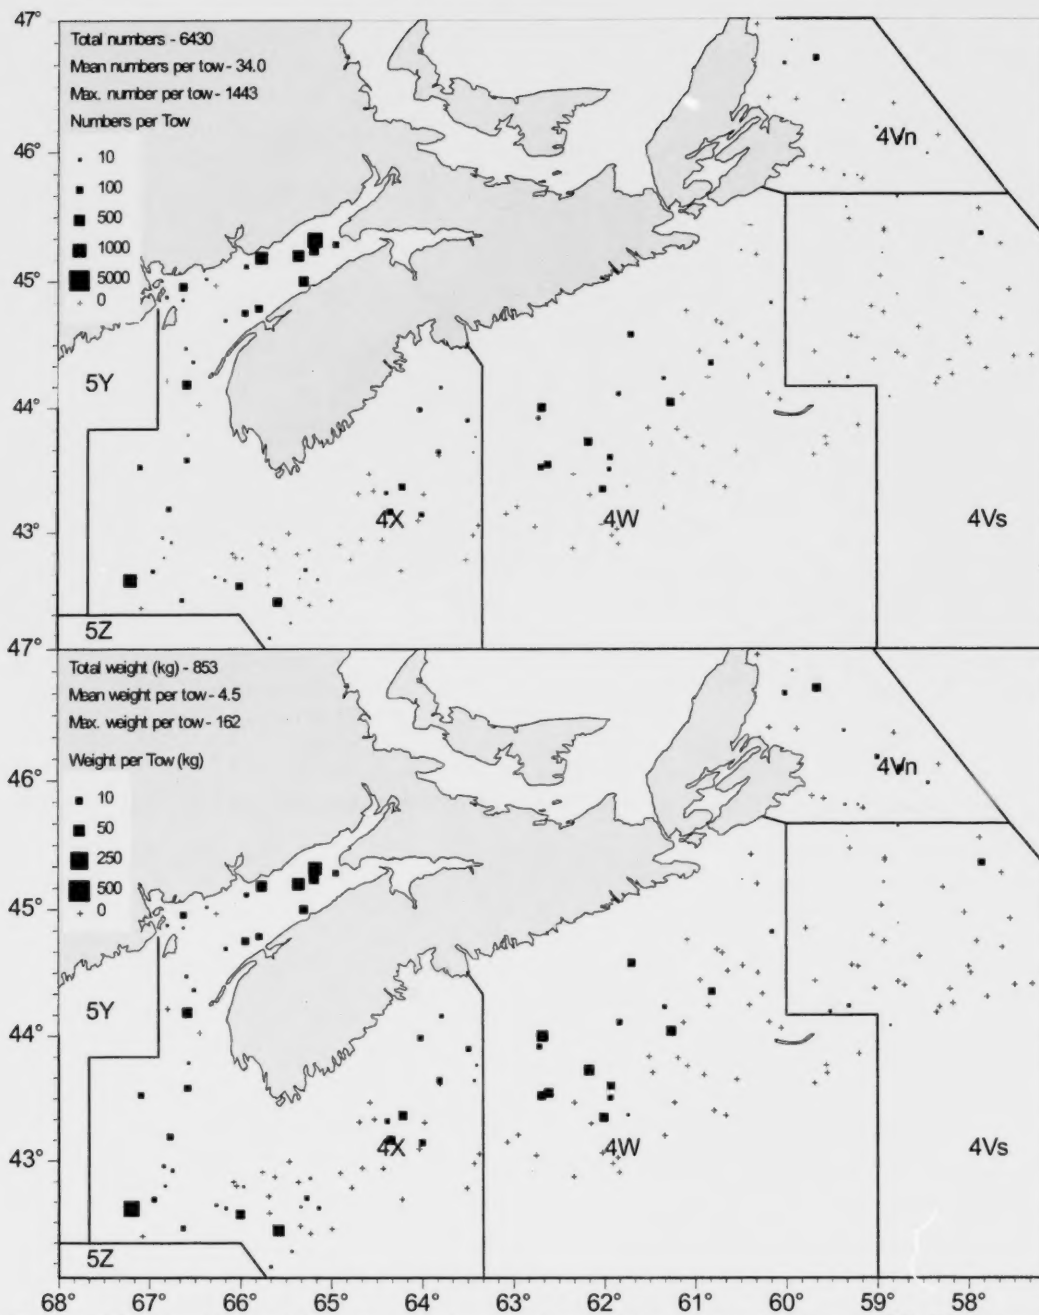 47°
Total numbers - 6430
Mean numbers per tow - 34.0
Max. number per tow - 1443
Numbers per Tow
10
100
500
1000
5000
0
46°
45°
44°
43°
4Vn
5Y
4X
4W
4Vs
5Z
47°
Total weight (kg) - 853
Mean weight per tow - 4.5
Max. weight per tow - 162
Weight per Tow (kg)
10
50
250
500
0
46°
45°
44°
43°
4Vn
5Y
4X
4W
4Vs
5Z
68° 67° 66° 65° 64° 63° 62° 61° 60° 59° 58°